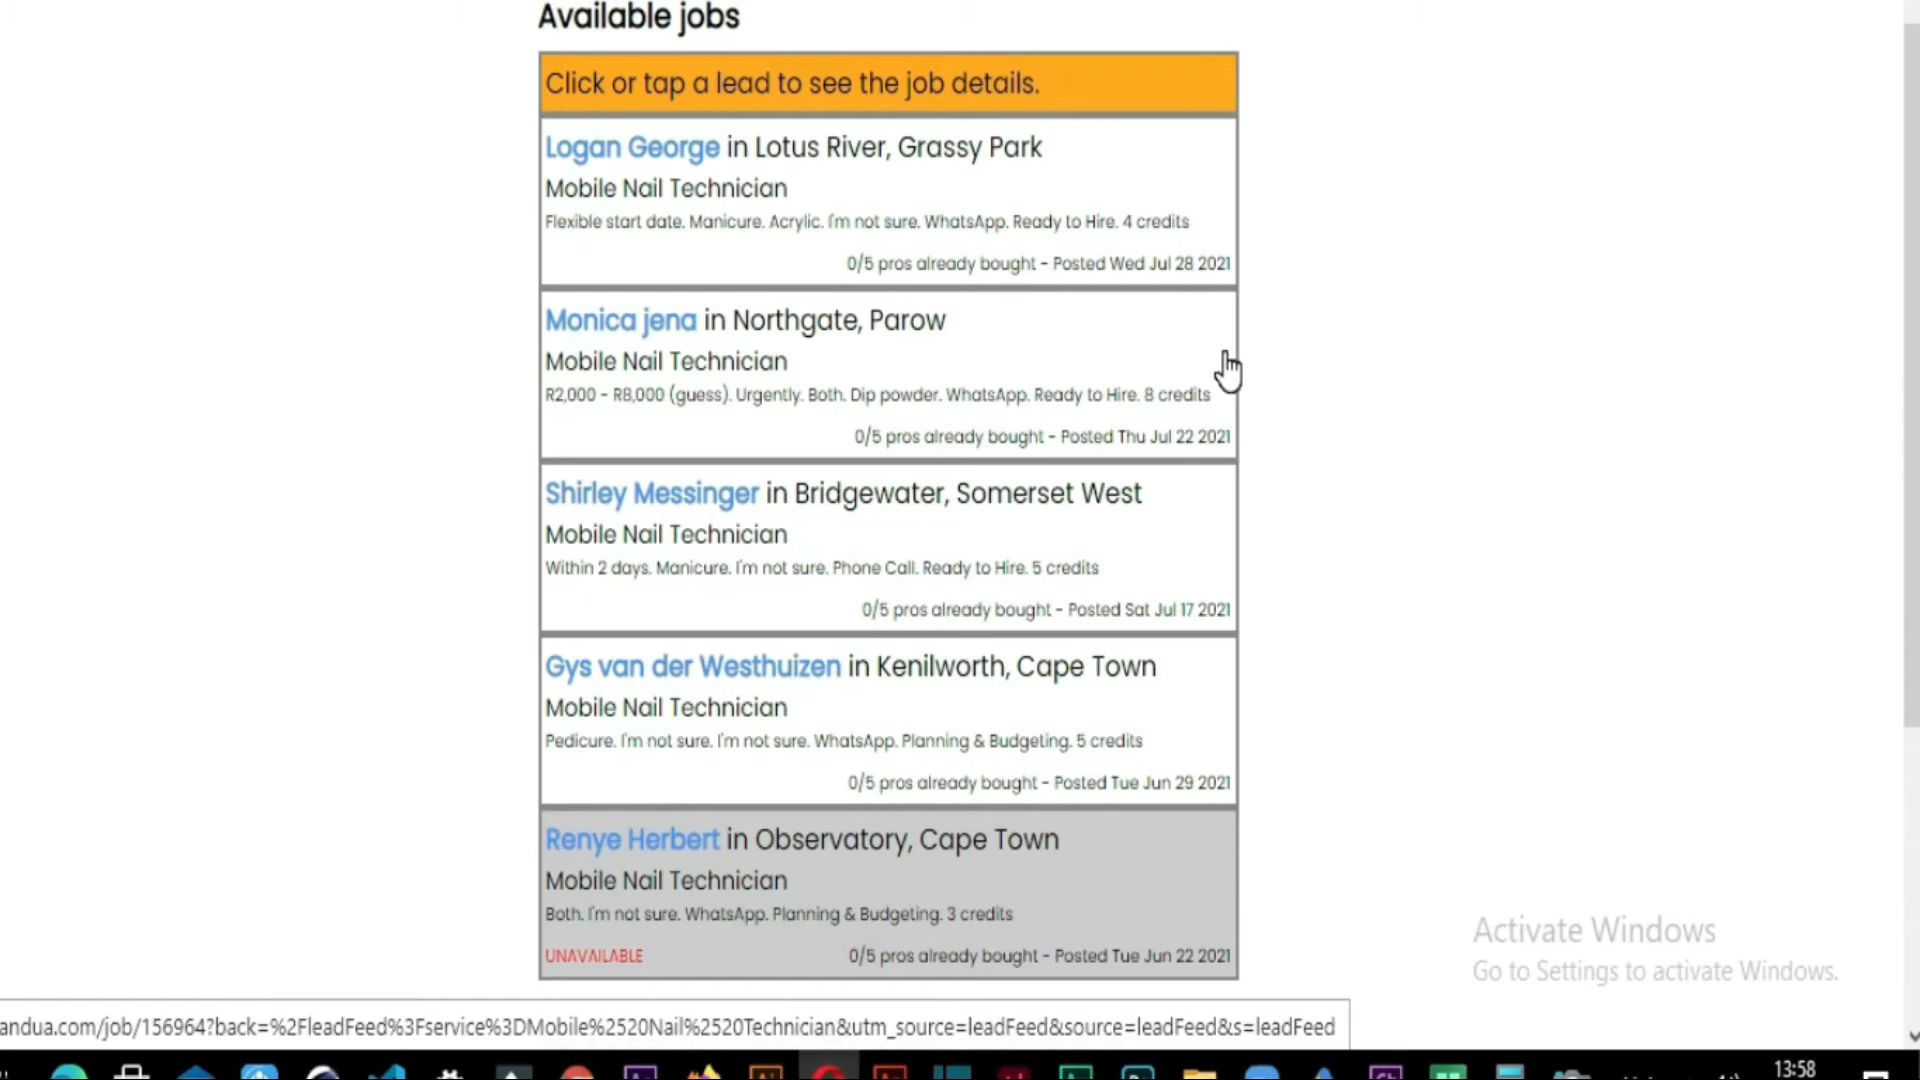 Available jobs
Click or tap a lead to see the job details.
Logan George in Lotus River, Grassy Park
Mobile Nail Technician
Flexible start date. Manicure. Acrylic. I'm not sure. WhatsApp. Ready to Hire. 4 credits
0/5 pros already bought - Posted Wed Jul 28 2021
Monica jena in Northgate, Parow
Mobile Nail Technician
R2,000 - R8,000 (guess). Urgently. Both. Dip powder. WhatsApp. Ready to Hire. 8 credits
0/5 pros already bought - Posted Thu Jul 22 2021
Shirley Messinger in Bridgewater, Somerset West
Mobile Nail Technician
Within 2 days. Manicure. I'm not sure. Phone Call. Ready to Hire. 5 credits
0/5 pros already bought - Posted Sat Jul 17 2021
Gys van der Westhuizen in Kenilworth, Cape Town
Mobile Nail Technician
Pedicure. I'm not sure. I'm not sure. WhatsApp. Planning & Budgeting. 5 credits
0/5 pros already bought - Posted Tue Jun 29 2021
Renye Herbert in Observatory, Cape Town
Mobile Nail Technician
Both. I'm not sure. WhatsApp. Planning & Budgeting. 3 credits
UNAVAILABLE 0/5 pros already bought - Posted Tue Jun 22 2021
Activate Windows
Go to Settings to activate Windows.
andua.com/job/156964?back=%2FleadFeed%3Fservice%3DMobile%2520Nail%2520Technician&utm_source=leadFeed&source=leadFeed&s=leadFeed
13:58